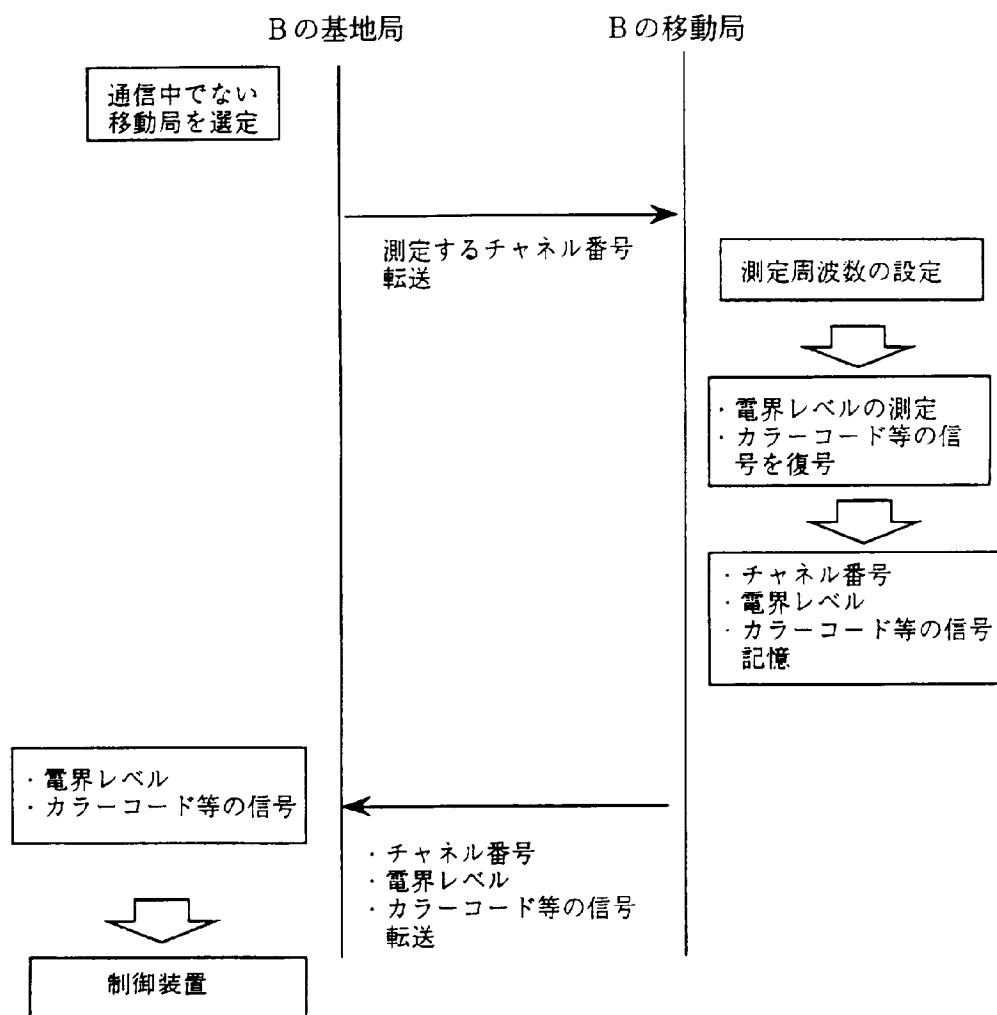 Bの基地局
Bの移動局
通信中でない
移動局を選定
測定するチャネル番号
転送
測定周波数の設定
・電界レベルの測定
・カラーコード等の信
号を復号
・チャネル番号
・電界レベル
・カラーコード等の信号
記憶
・電界レベル
・カラーコード等の信号
・チャネル番号
・電界レベル
・カラーコード等の信号
転送
制御装置